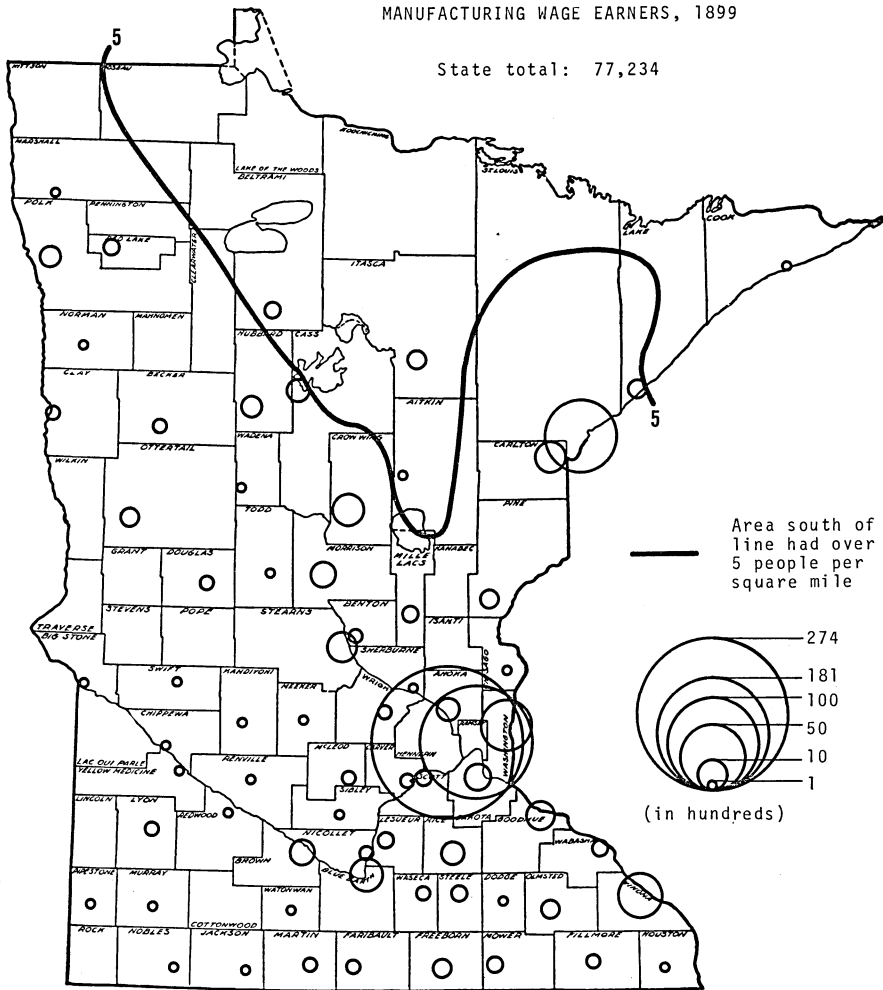 MANUFACTURING WAGE EARNERS, 1899
State total: 77,234
5
KITTSON
ROSEAU
KOOCHICHING
MARSHALL
LAKE OF THE WOODS
BELTRAMI
ST.LOUIS
POLK
PENNINGTON
LAKE
COOK
RED LAKE
CLEARWATER
ITASCA
NORMAN
MAHNOMEN
HUBBARD
CASS
CLAY
BECKER
AITKIN
5
WADENA
CROW WING
CARLTON
OTTERTAIL
WILKIN
PINE
TODD
GRANT
DOUGLAS
MORRISON
MILLE
LACS
KANABEC
Area south of
line had over
5 people per
square mile
STEVENS
POPE
STEARNS
BENTON
ISANTI
TRAVERSE
BIG STONE
SHERBURNE
274
SWIFT
KANDIYOHI
ANOKA
181
MEEKER
WRIGHT
100
CHIPPEWA
WASHINGTON
50
LAC QUI PARLE
YELLOW MEDICINE
RENVILLE
MCLEOD
CARVER
HENNEPIN
10
SCOTT
1
SIBLEY
(in hundreds)
LINCOLN
LYON
REDWOOD
NICOLLEY
LESUEUR
RICE
DAKOTA
GOODHUE
WABASHA
BROWN
BLUE EARTH
PIPESTONE
MURRAY
WATONWAN
WASECA
STEELE
DODGE
OLMSTED
WINONA
COTTONWOOD
ROCK
NOBLES
JACKSON
MARTIN
FARIBAULT
FREEBORN
MOWER
FILLMORE
HOUSTON